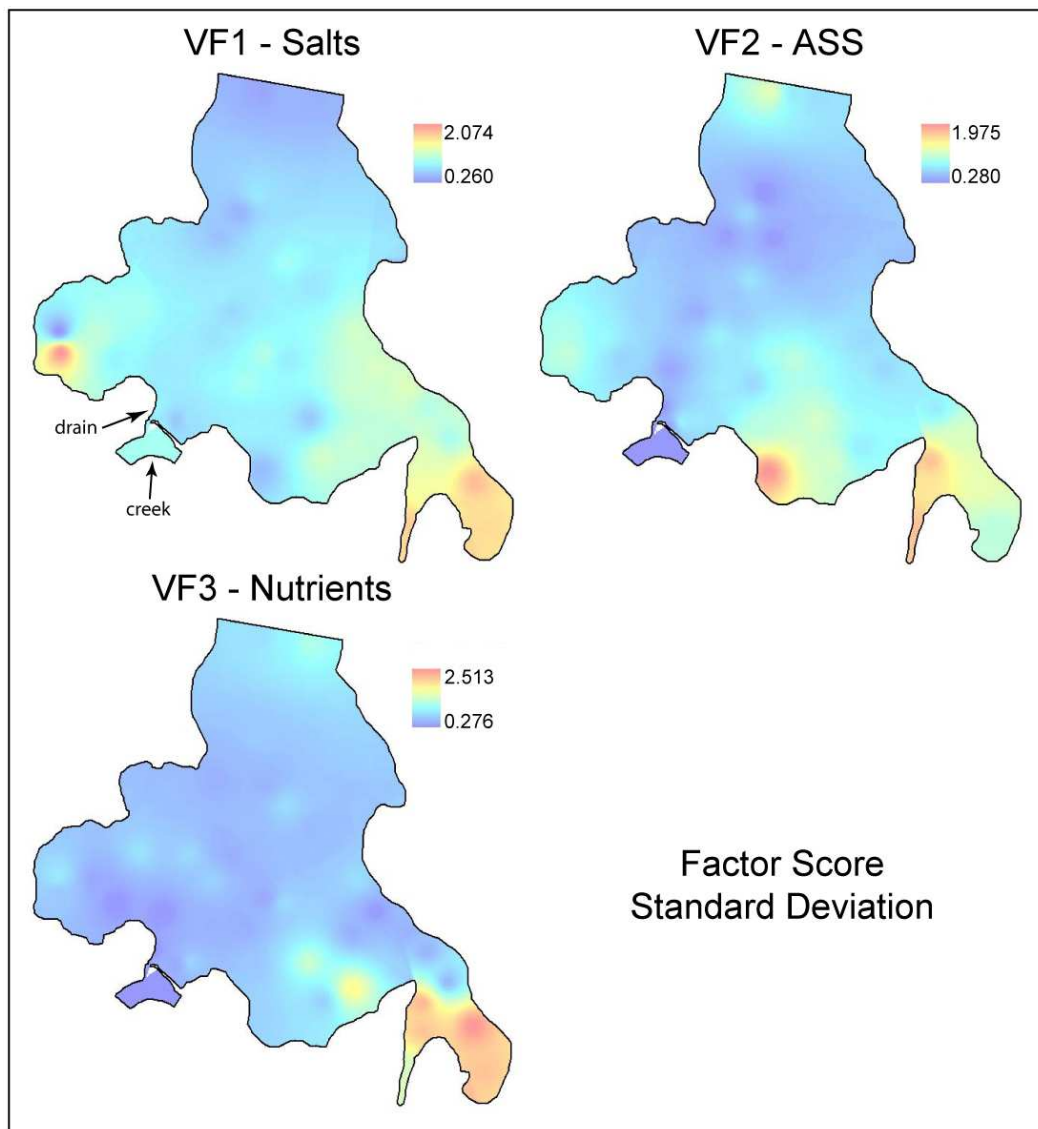 VF1 - Salts
VF2 - ASS
2.074
0.260
1.975
0.280
drain
creek
VF3 - Nutrients
2.513
0.276
Factor Score
Standard Deviation